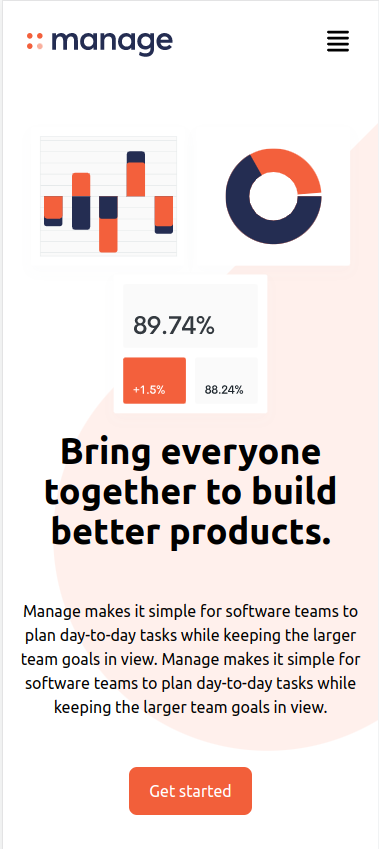 manage
89.74%
+1.5%
88.24%
Bring everyone
together to build
better products.
Manage makes it simple for software teams to
plan day-to-day tasks while keeping the larger
team goals in view. Manage makes it simple for
software teams to plan day-to-day tasks while
keeping the larger team goals in view.
Get started